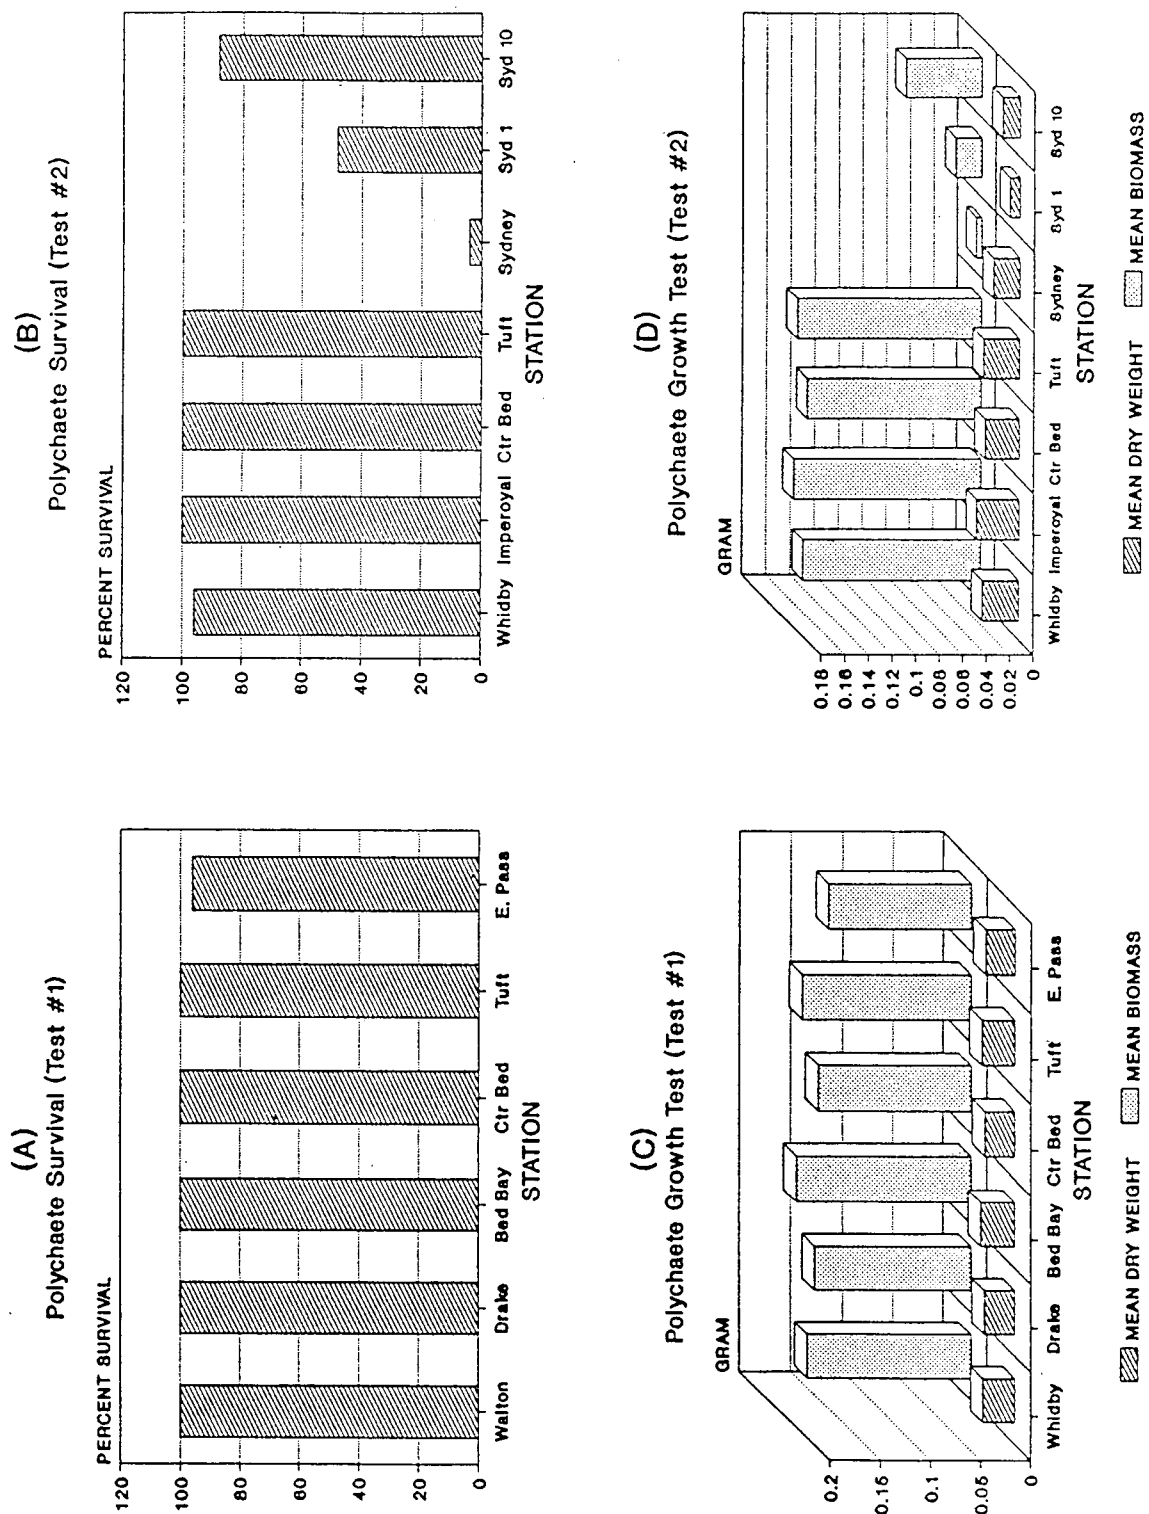 (A)
Polychaete Survival (Test #1)
PERCENT SURVIVAL
120
100
80
60
40
20
0
Walton Drake Bed Bay Ctr Bed Tuft E. Pass
STATION
(B)
Polychaete Survival (Test #2)
PERCENT SURVIVAL
120
100
80
60
40
20
0
Whidby Imperoyal Ctr Bed Tuft Sydney Syd 1 Syd 10
STATION
(C)
Polychaete Growth Test (Test #1)
GRAM
0.2
0.15
0.1
0.05
0
Whidby Drake Bed Bay Ctr Bed Tuft E. Pass
STATION
MEAN DRY WEIGHT MEAN BIOMASS
(D)
Polychaete Growth Test (Test #2)
GRAM
0.18
0.16
0.14
0.12
0.1
0.08
0.06
0.04
0.02
0
Whidby Imperoyal Ctr Bed Tuft Sydney Syd 1 Syd 10
STATION
MEAN DRY WEIGHT MEAN BIOMASS